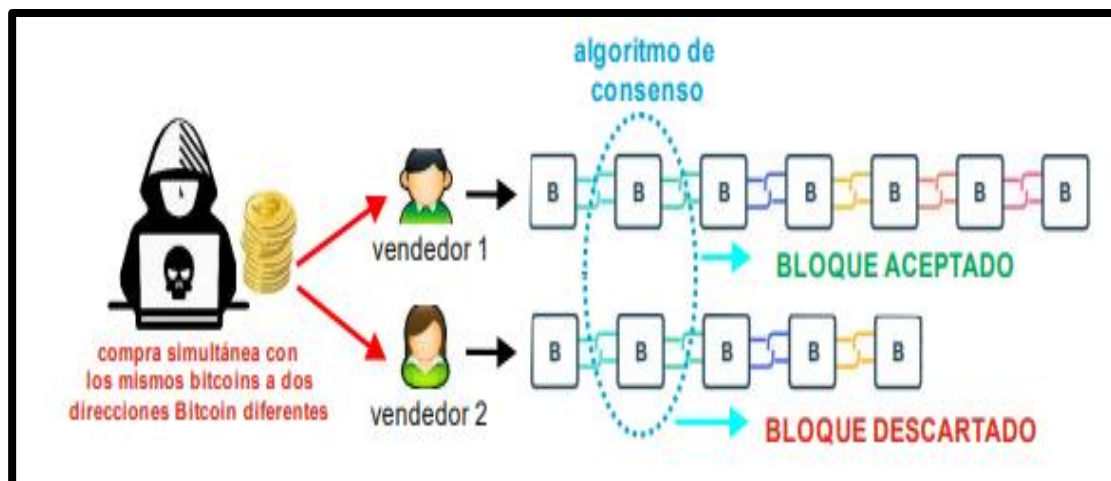 algoritmo de
consenso
B B B B B B B
vendedor 1
BLOQUE ACEPTADO
B B B B B
compra simultánea con
los mismos bitcoins a dos
direcciones Bitcoin diferentes
vendedor 2
BLOQUE DESCARTADO